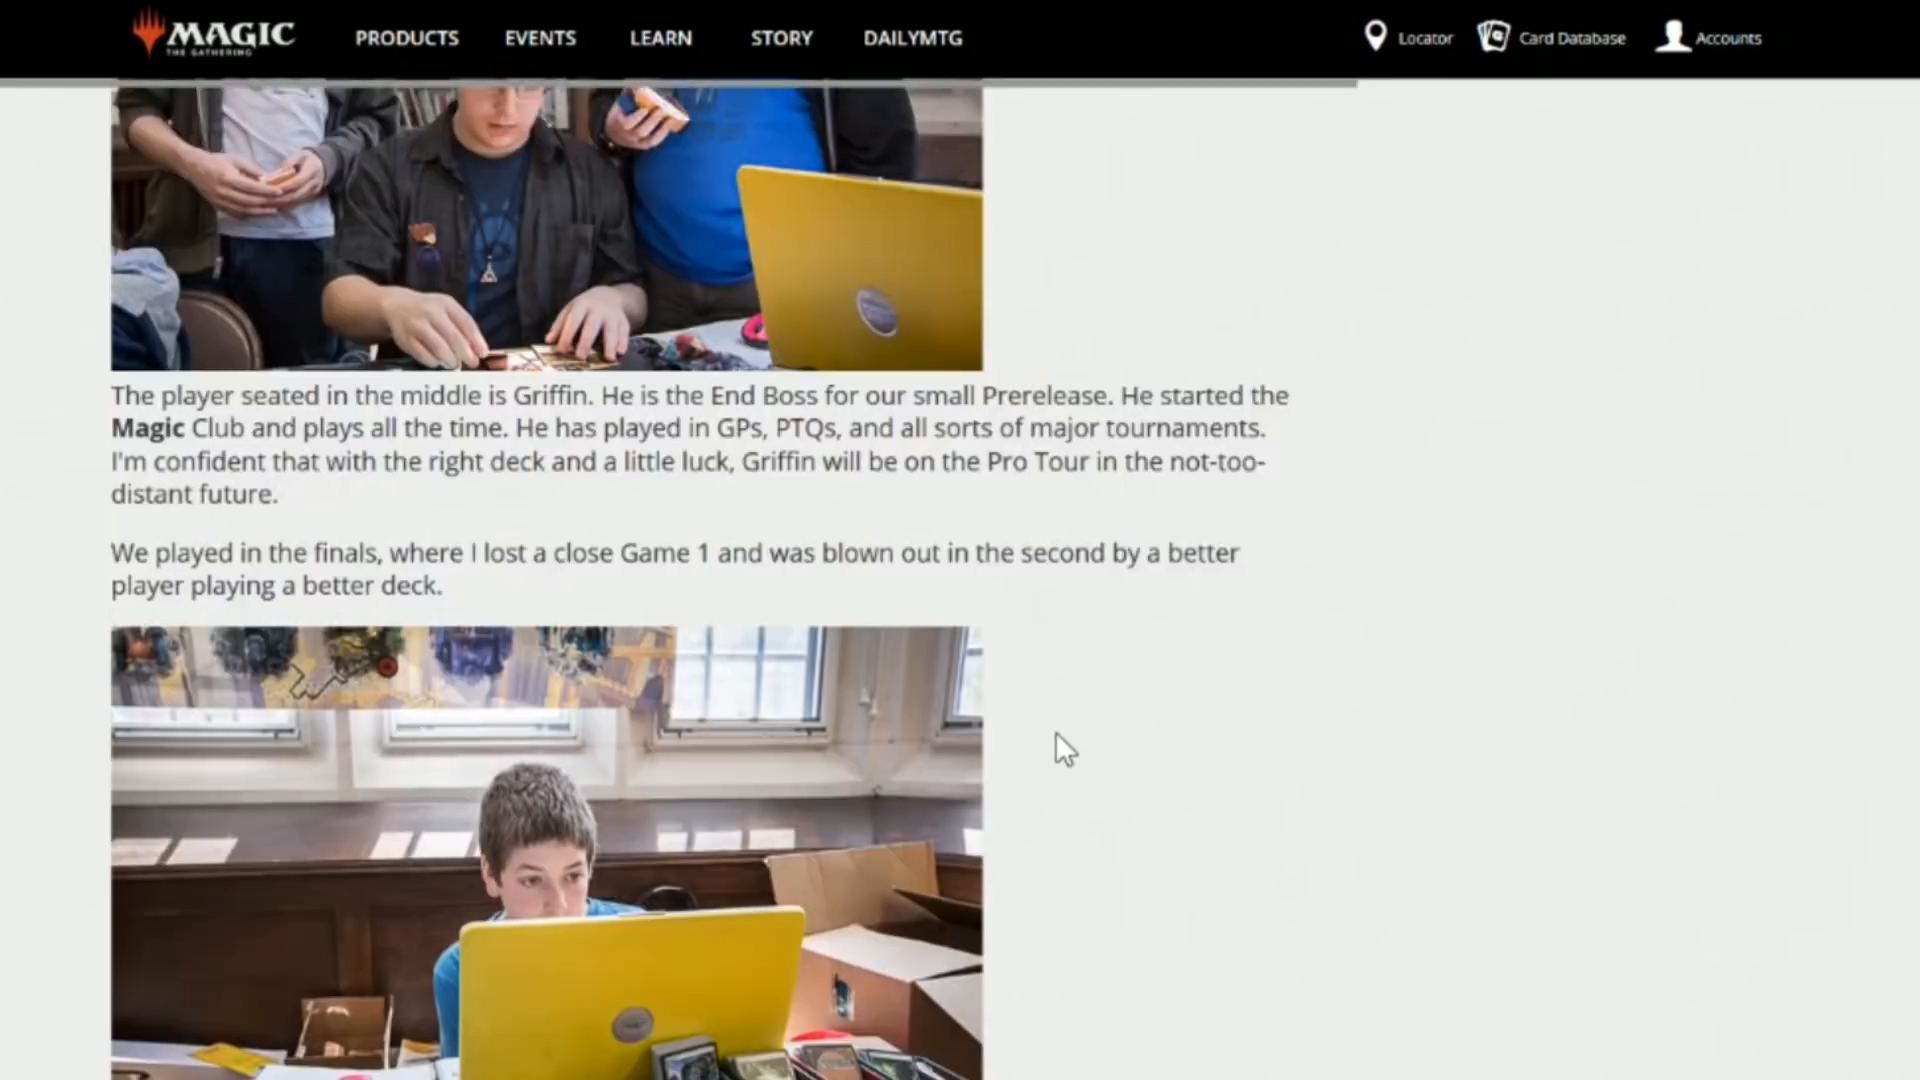 MAGIC
THE GATHERING
PRODUCTS EVENTS LEARN STORY DAILYMTG Locator Card Database Accounts
The player seated in the middle is Griffin. He is the End Boss for our small Prerelease. He started the
Magic Club and plays all the time. He has played in GPs, PTQs, and all sorts of major tournaments.
I'm confident that with the right deck and a little luck, Griffin will be on the Pro Tour in the not-too-
distant future.
We played in the finals, where I lost a close Game 1 and was blown out in the second by a better
player playing a better deck.